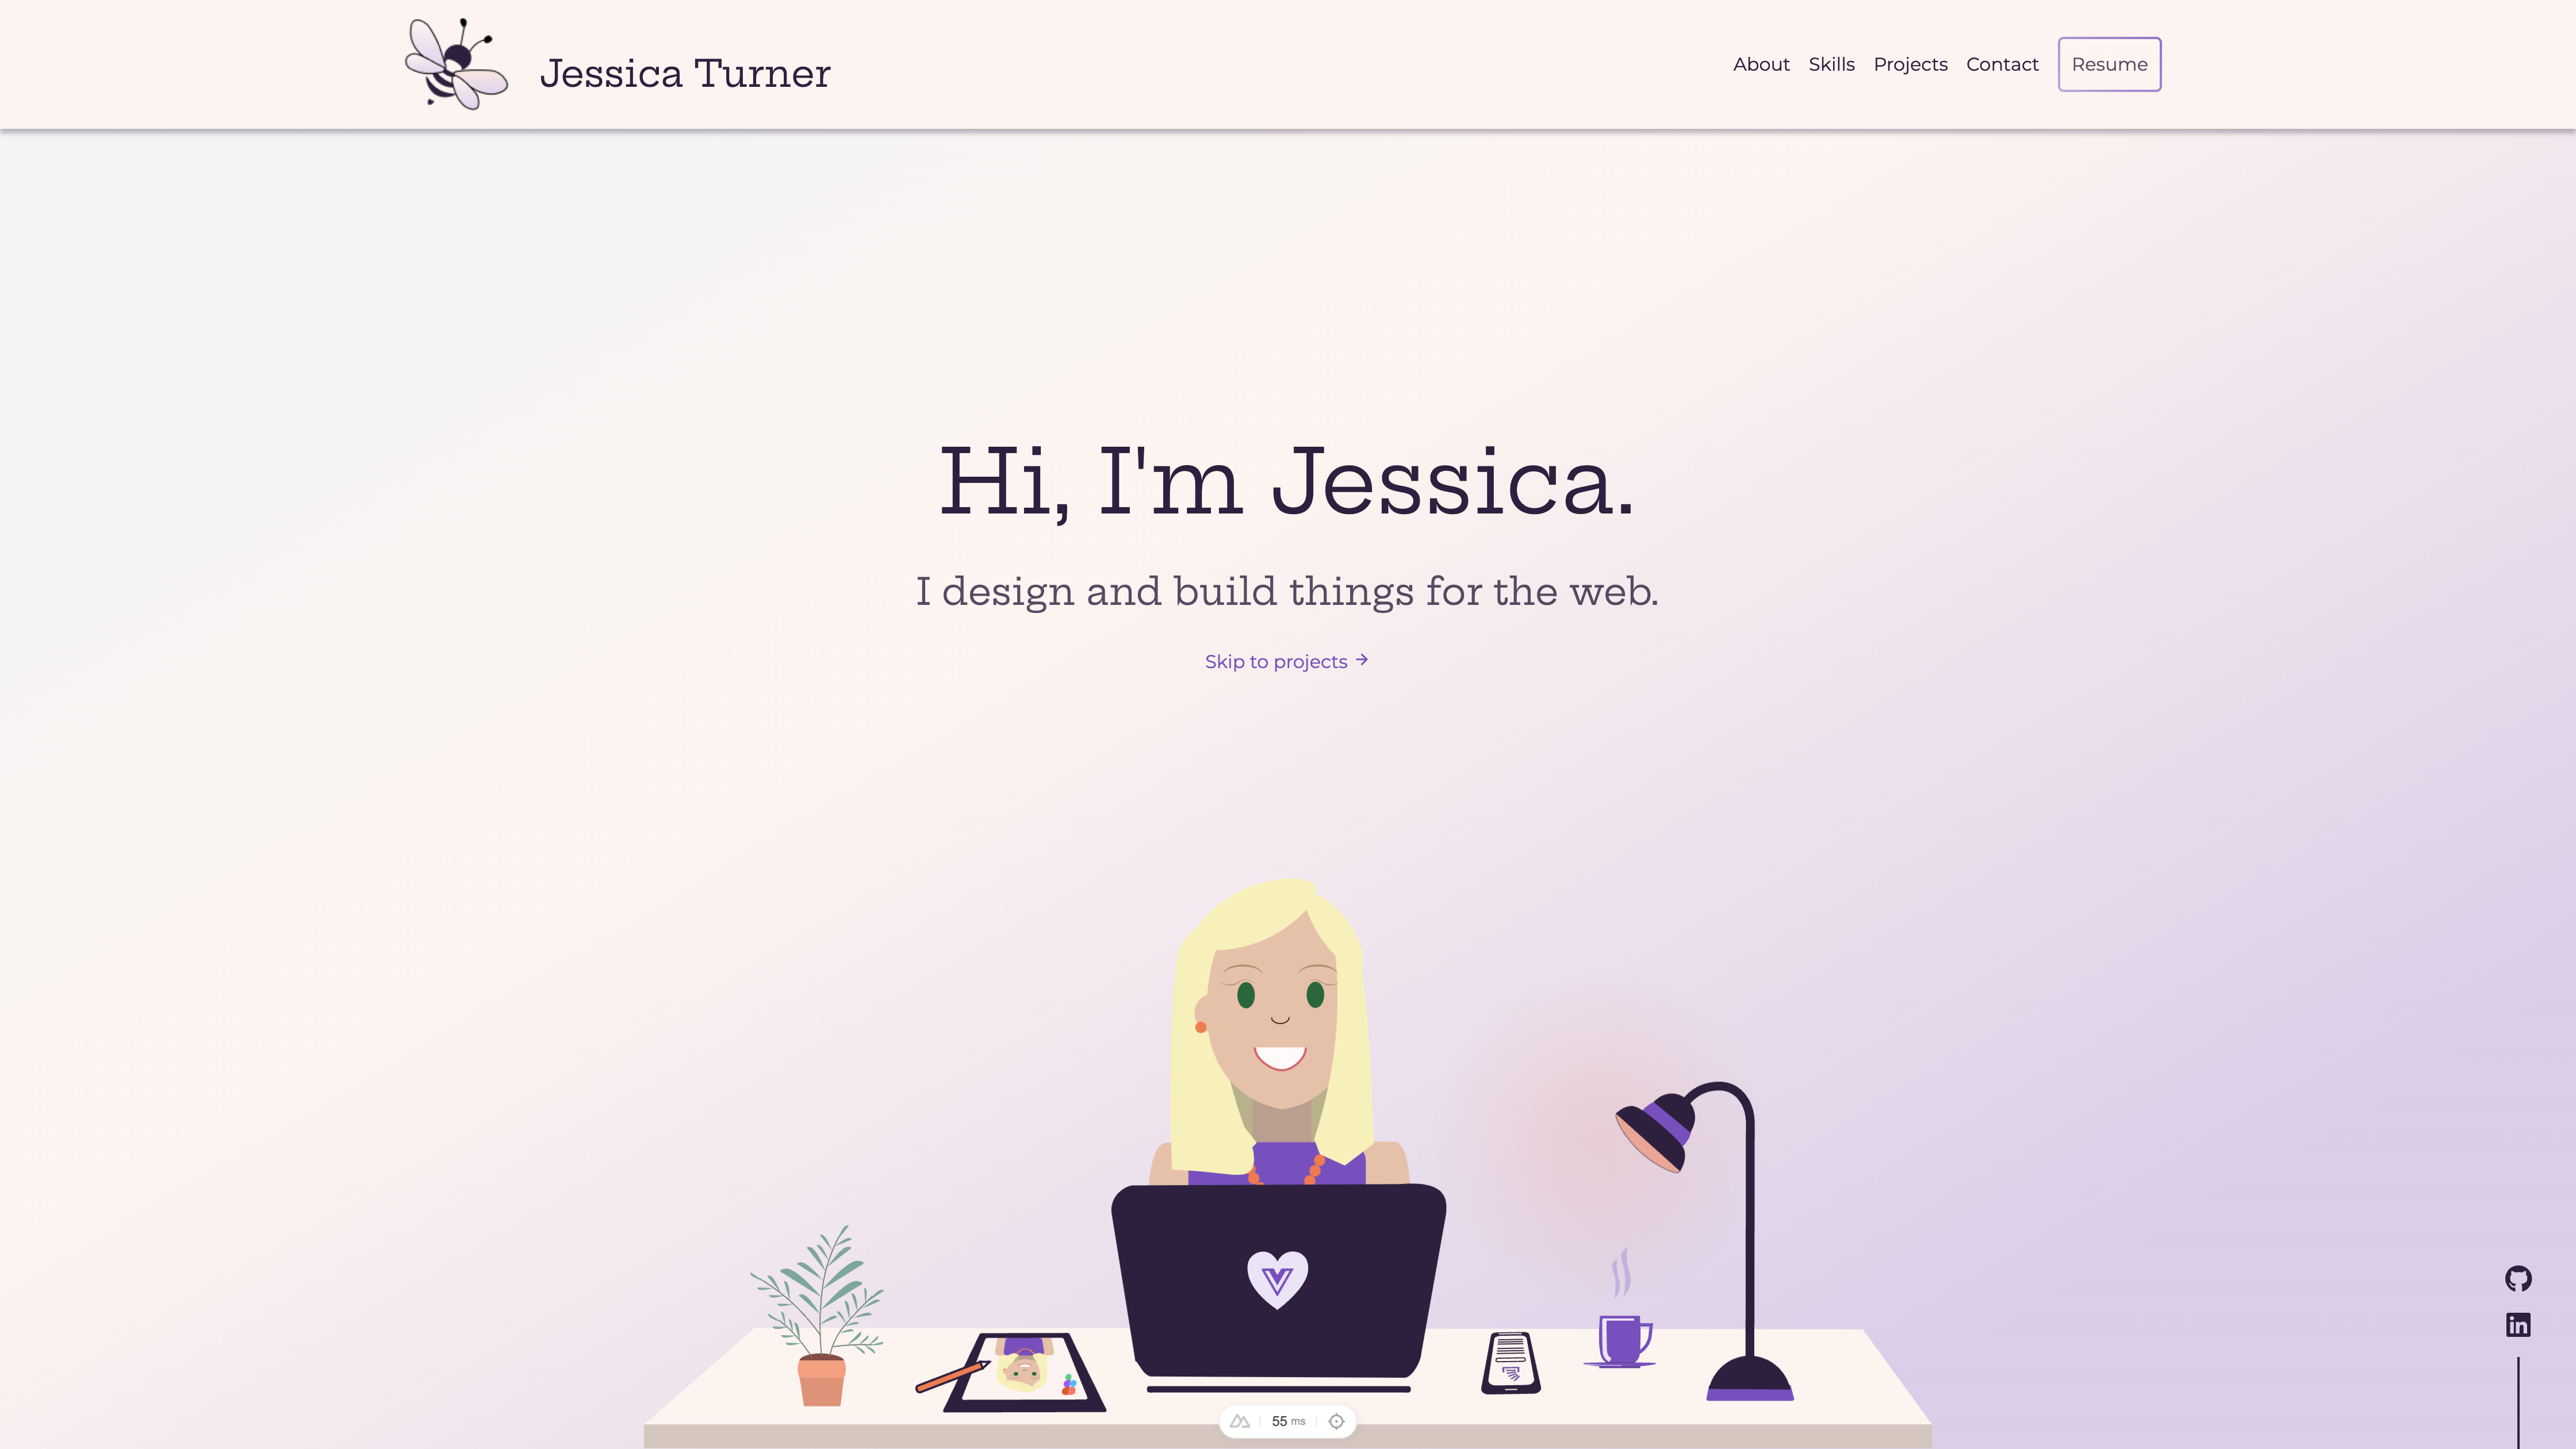 Jessica Turner
About Skills Projects Contact Resume
Hi, I'm Jessica.
I design and build things for the web.
Skip to projects →
55 ms
in